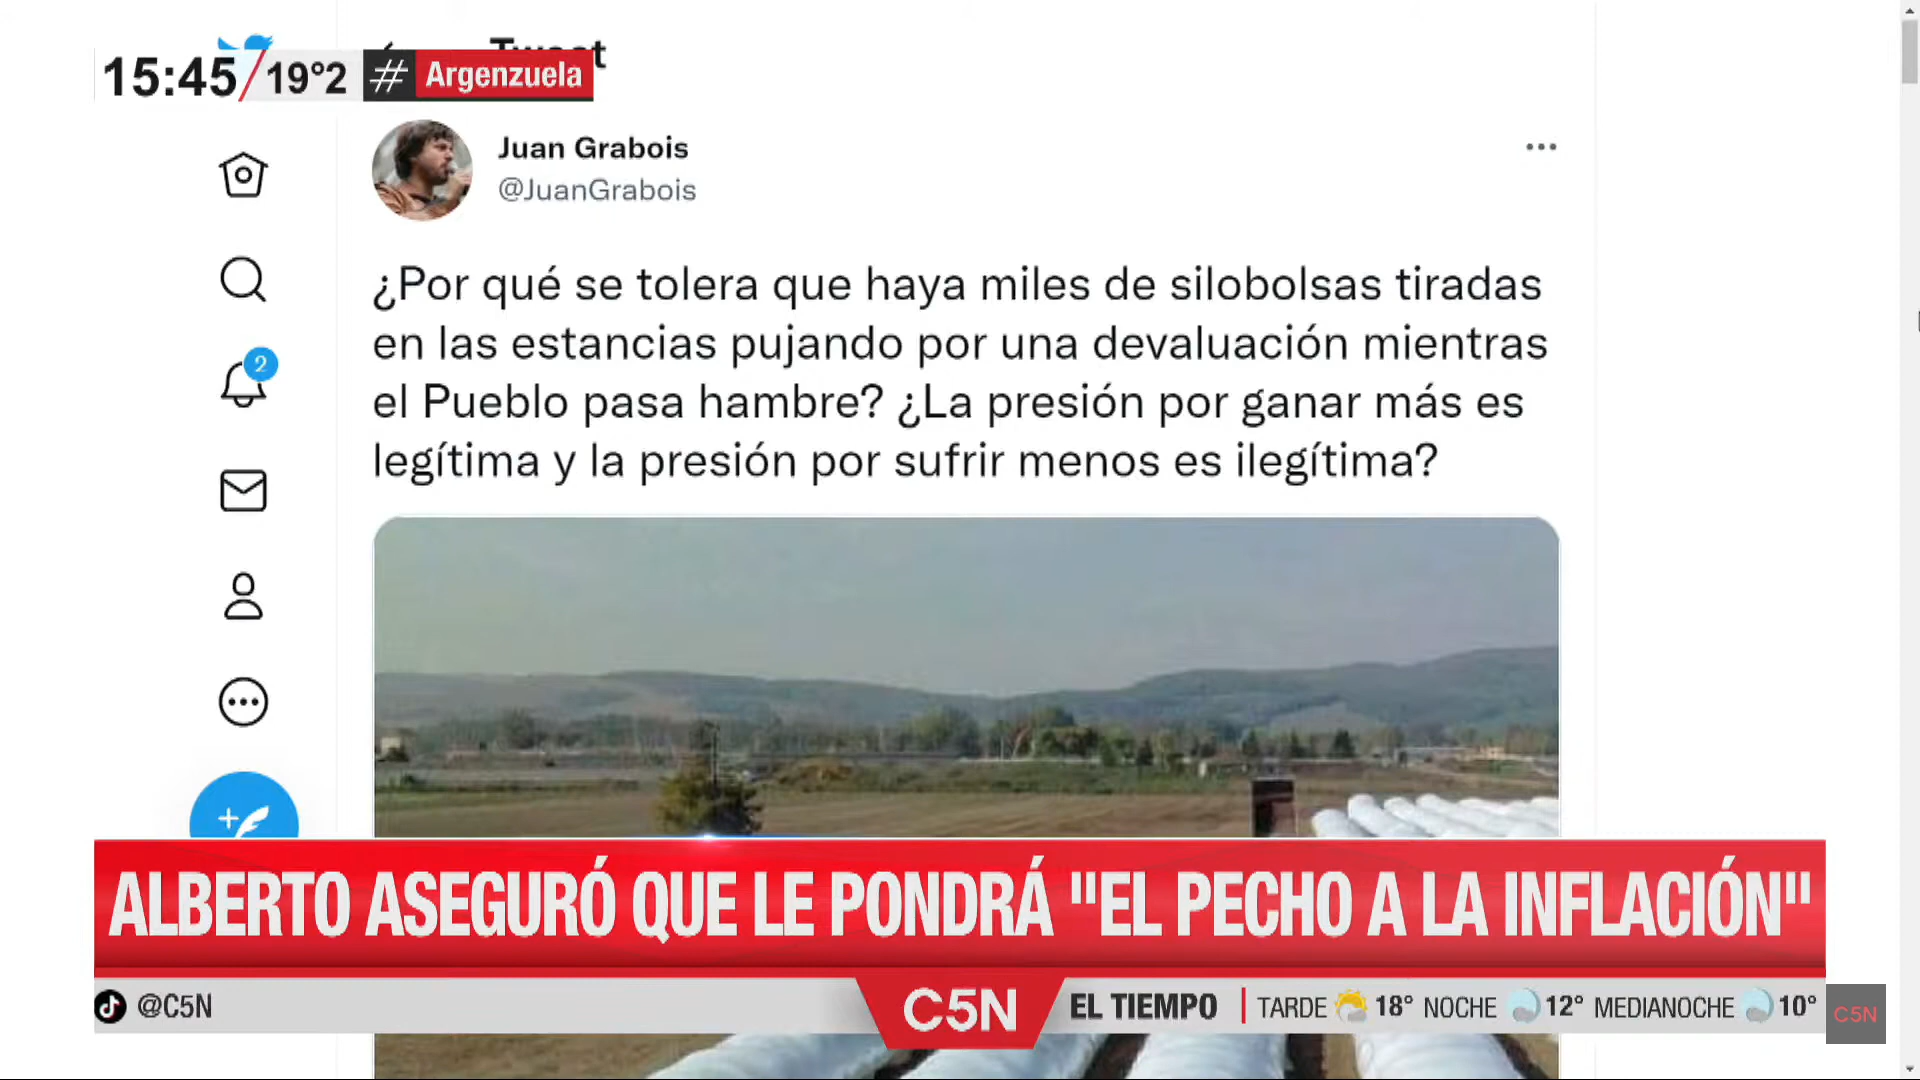 Tweet
15:45
19°2
# Argenzuela
Juan Grabois
@JuanGrabois
¿Por qué se tolera que haya miles de silobolsas tiradas
en las estancias pujando por una devaluación mientras
el Pueblo pasa hambre? ¿La presión por ganar más es
legítima y la presión por sufrir menos es ilegítima?
2
ALBERTO ASEGURÓ QUE LE PONDRÁ "EL PECHO A LA INFLACIÓN"
@C5N
C5N
EL TIEMPO
TARDE 18° NOCHE 12° MEDIANOCHE 10°
C5N